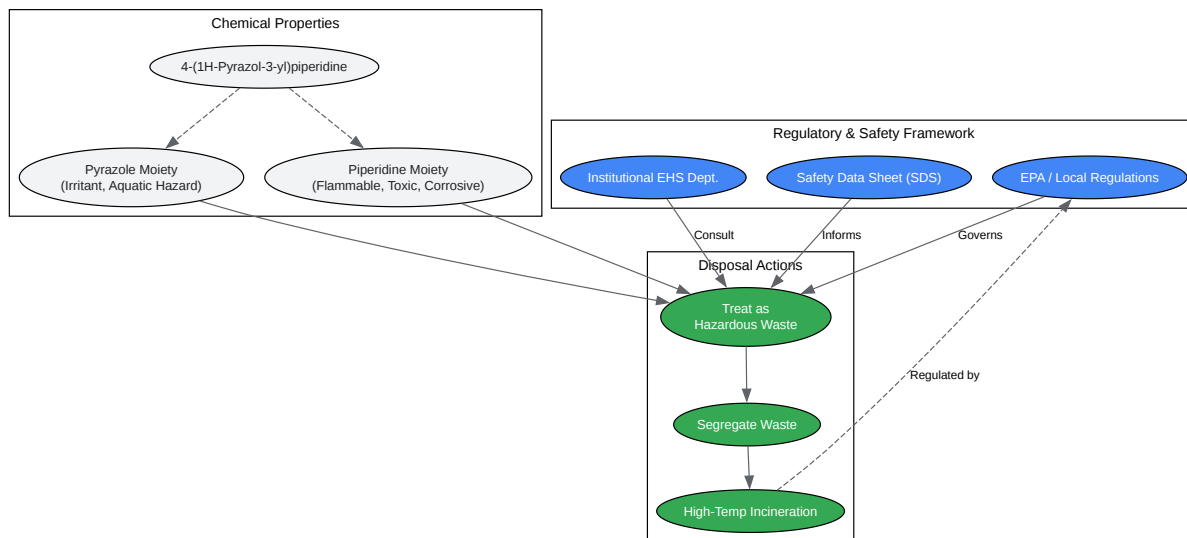 Chemical Properties
4-(1H-Pyrazol-3-yl)piperidine
Pyrazole Moiety
(Irritant, Aquatic Hazard)
Piperidine Moiety
(Flammable, Toxic, Corrosive)
Regulatory & Safety Framework
Institutional EHS Dept.
Safety Data Sheet (SDS)
EPA / Local Regulations
Consult
Informs
Governs
Disposal Actions
Treat as
Hazardous Waste
Regulated by
Segregate Waste
High-Temp Incineration